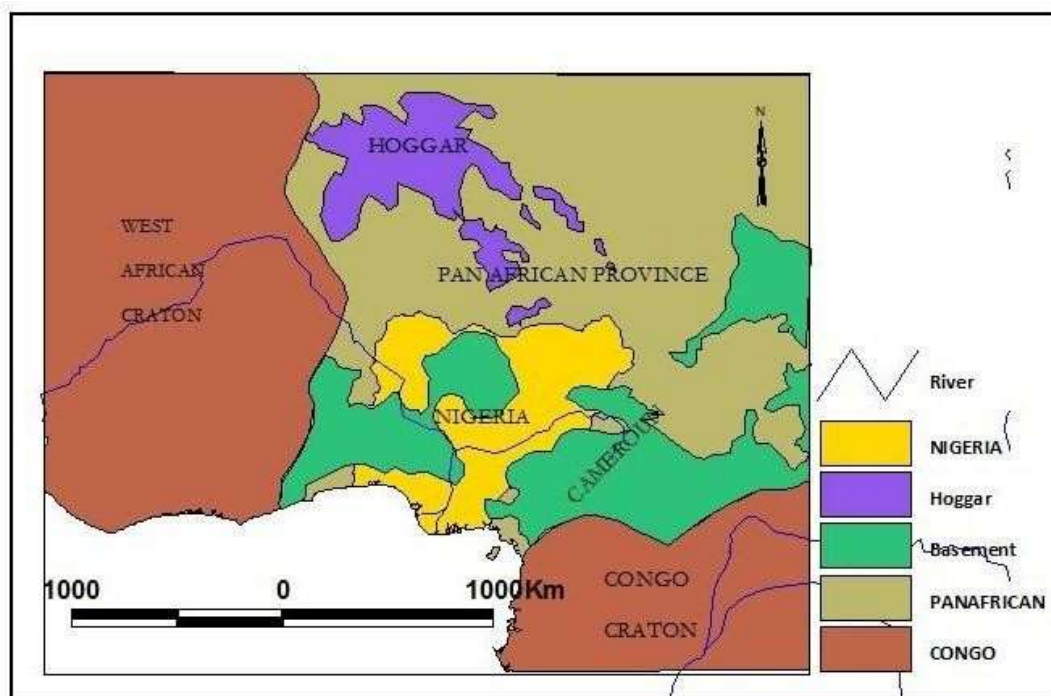 N
HOGGAR
WEST
AFRICAN
CRATON
PAN AFRICAN PROVINCE
NIGERIA
CAMEROUN
CONGO
CRATON
1000 0 1000Km
River
NIGERIA
Hoggar
Basement
PANAFRICAN
CONGO